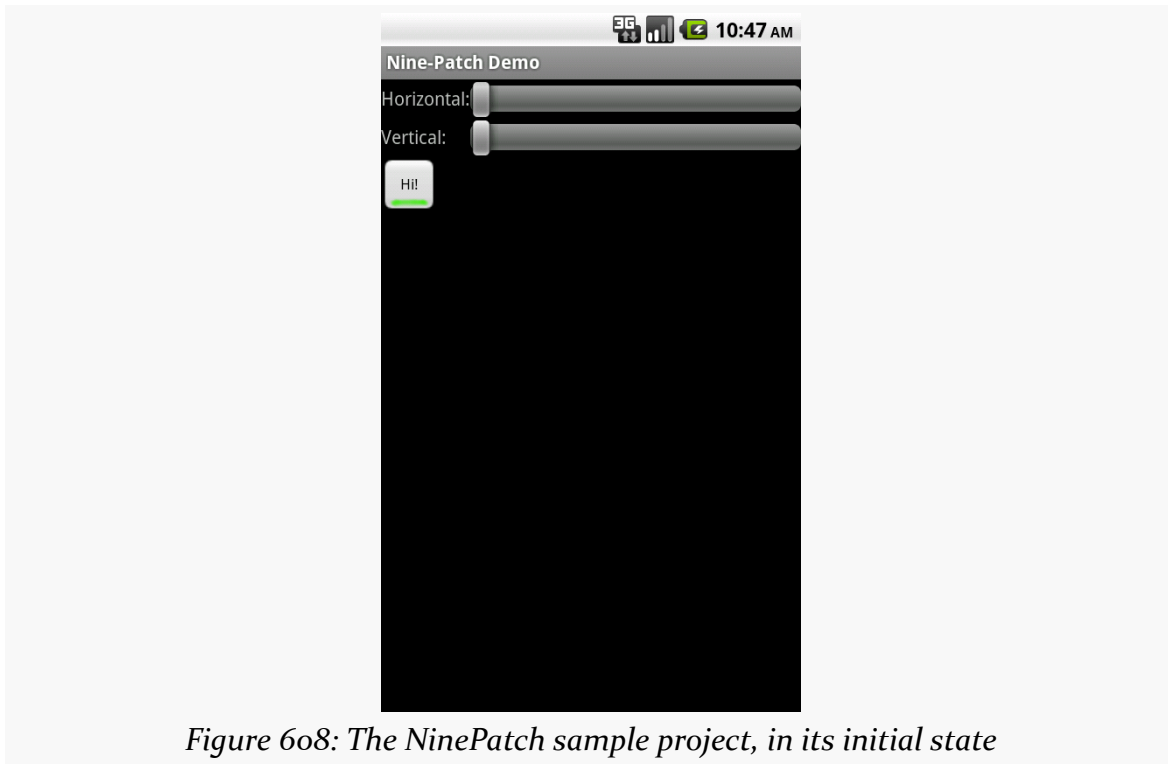 3G 10:47 AM
Nine-Patch Demo
Horizontal:
Vertical:
Hi!
Figure 608: The NinePatch sample project, in its initial state